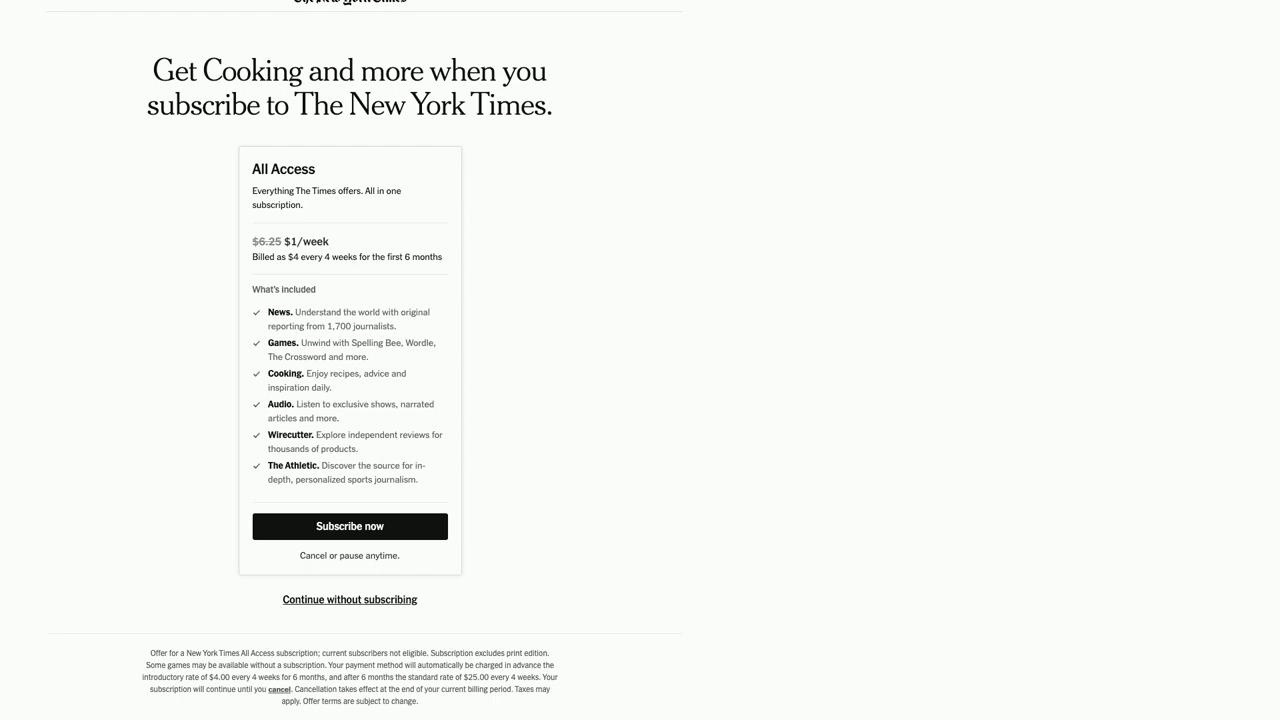 The New York Times
Get Cooking and more when you
subscribe to The New York Times.
All Access
Everything The Times offers. All in one
subscription.
$6.25 $1/week
Billed as $4 every 4 weeks for the first 6 months
What's included
News. Understand the world with original
reporting from 1,700 journalists.
Games. Unwind with Spelling Bee, Wordle,
The Crossword and more.
Cooking. Enjoy recipes, advice and
inspiration daily.
Audio. Listen to exclusive shows, narrated
articles and more.
Wirecutter. Explore independent reviews for
thousands of products.
The Athletic. Discover the source for in-
depth, personalized sports journalism.
Subscribe now
Cancel or pause anytime.
Continue without subscribing
Offer for a New York Times All Access subscription; current subscribers not eligible. Subscription excludes print edition.
Some games may be available without a subscription. Your payment method will automatically be charged in advance the
introductory rate of $4.00 every 4 weeks for 6 months, and after 6 months the standard rate of $25.00 every 4 weeks. Your
subscription will continue until you cancel. Cancellation takes effect at the end of your current billing period. Taxes may
apply. Offer terms are subject to change.